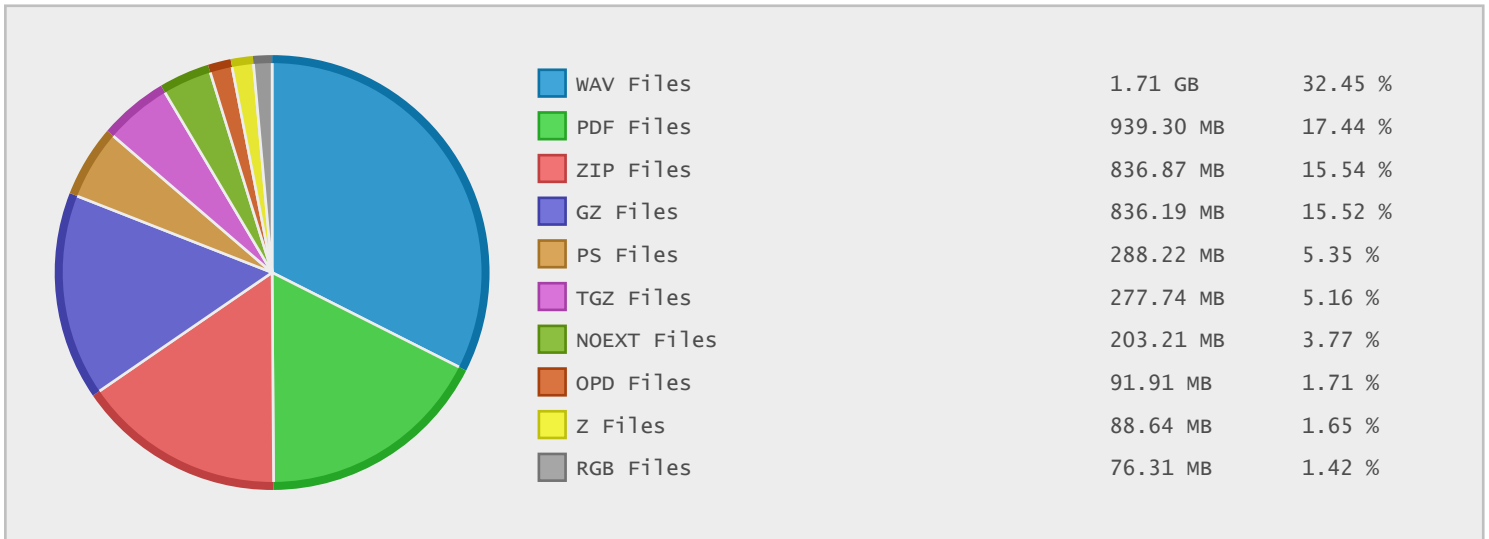 WAV Files 1.71 GB 32.45 %
PDF Files 939.30 MB 17.44 %
ZIP Files 836.87 MB 15.54 %
GZ Files 836.19 MB 15.52 %
PS Files 288.22 MB 5.35 %
TGZ Files 277.74 MB 5.16 %
NOEXT Files 203.21 MB 3.77 %
OPD Files 91.91 MB 1.71 %
Z Files 88.64 MB 1.65 %
RGB Files 76.31 MB 1.42 %